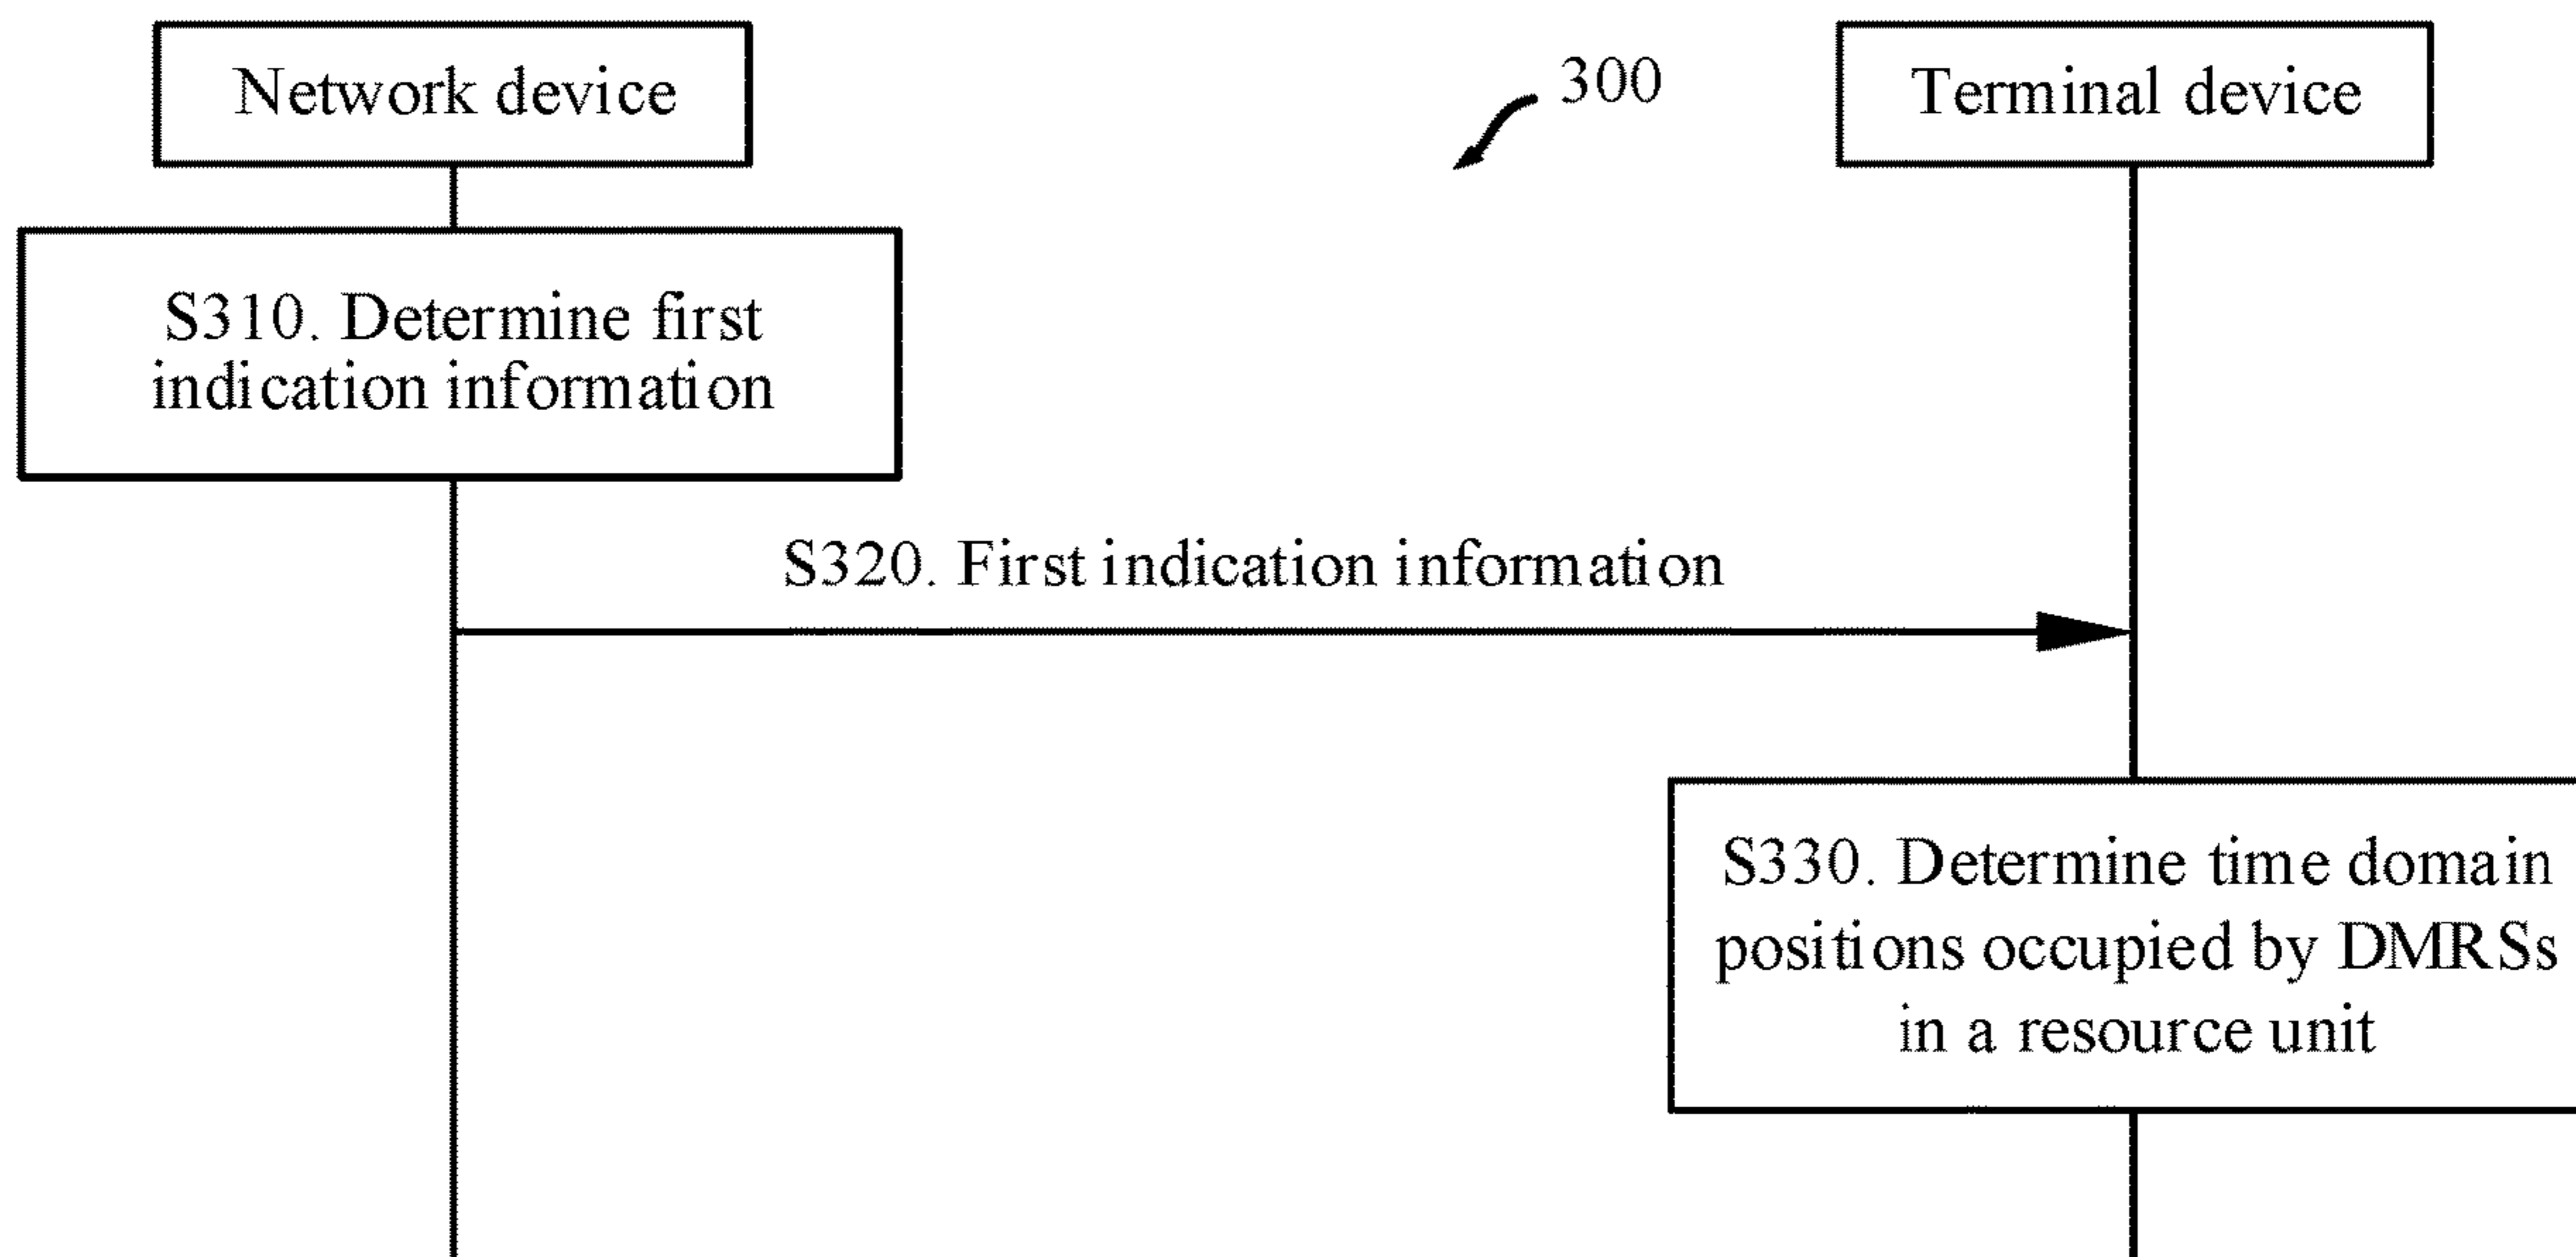 Network device
300
Terminal device
S310. Determine first
indication information
S320. First indication information
S330. Determine time domain
positions occupied by DMRSs
in a resource unit